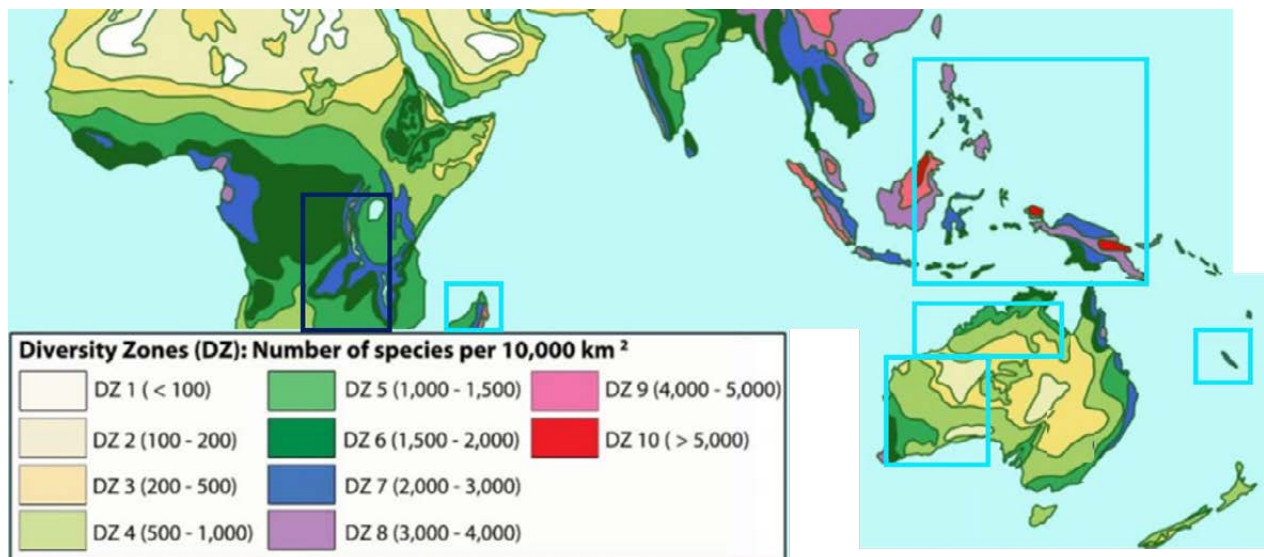 Diversity Zones (DZ): Number of species per 10,000 km ²
DZ 1 ( < 100)
DZ 2 (100 - 200)
DZ 3 (200 - 500)
DZ 4 (500 - 1,000)
DZ 5 (1,000 - 1,500)
DZ 6 (1,500 - 2,000)
DZ 7 (2,000 - 3,000)
DZ 8 (3,000 - 4,000)
DZ 9 (4,000 - 5,000)
DZ 10 ( > 5,000)